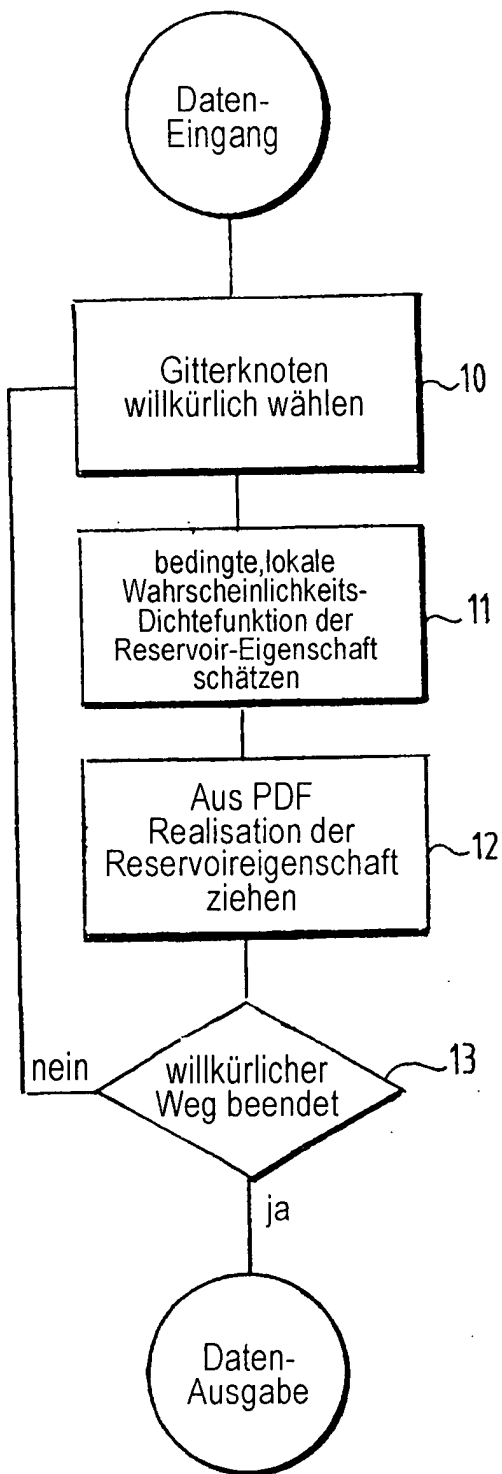 Daten-
Eingang
Gitterknoten
willkürlich wählen
10
bedingte,lokale
Wahrscheinlichkeits-
Dichtefunktion der
Reservoir-Eigenschaft
schätzen
11
Aus PDF
Realisation der
Reservoireigenschaft
ziehen
12
nein
willkürlicher
Weg beendet
13
ja
Daten-
Ausgabe